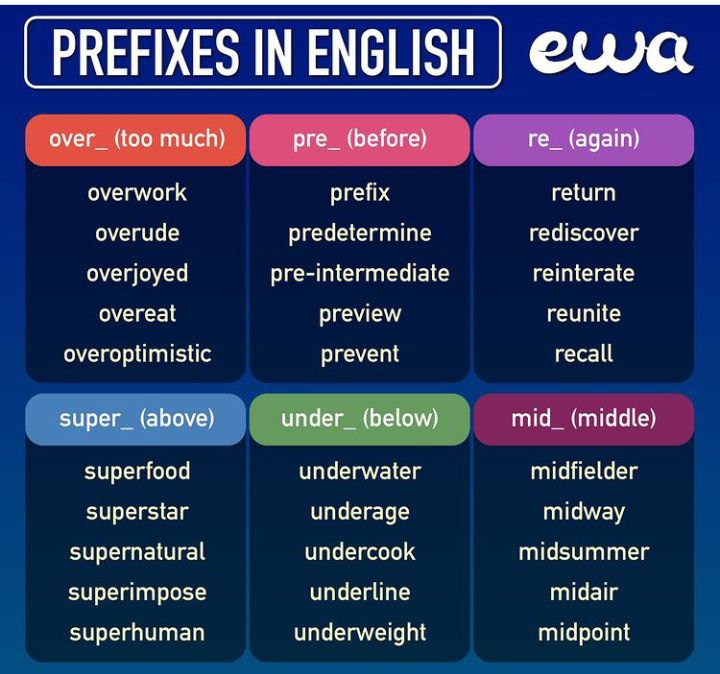 PREFIXES IN ENGLISH
ewa
over_ (too much)
overwork
overude
overjoyed
overeat
overoptimistic
pre_ (before)
prefix
predetermine
pre-intermediate
preview
prevent
re_ (again)
return
rediscover
reinterate
reunite
recall
super_ (above)
superfood
superstar
supernatural
superimpose
superhuman
under_ (below)
underwater
underage
undercook
underline
underweight
mid_ (middle)
midfielder
midway
midsummer
midair
midpoint